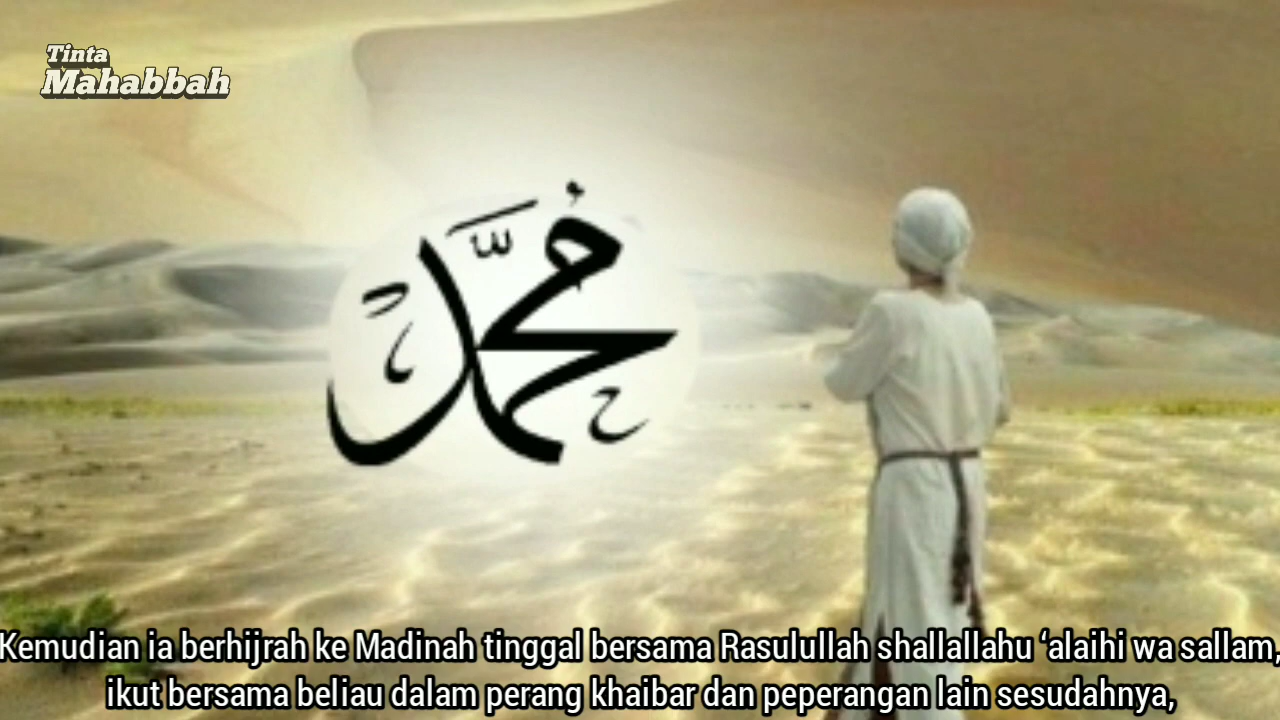 Tinta
Mahabbah
مُحَمَّد
Kemudian ia berhijrah ke Madinah tinggal bersama Rasulullah shallallahu ‘alaihi wa sallam,
ikut bersama beliau dalam perang khaibar dan peperangan lain sesudahnya,